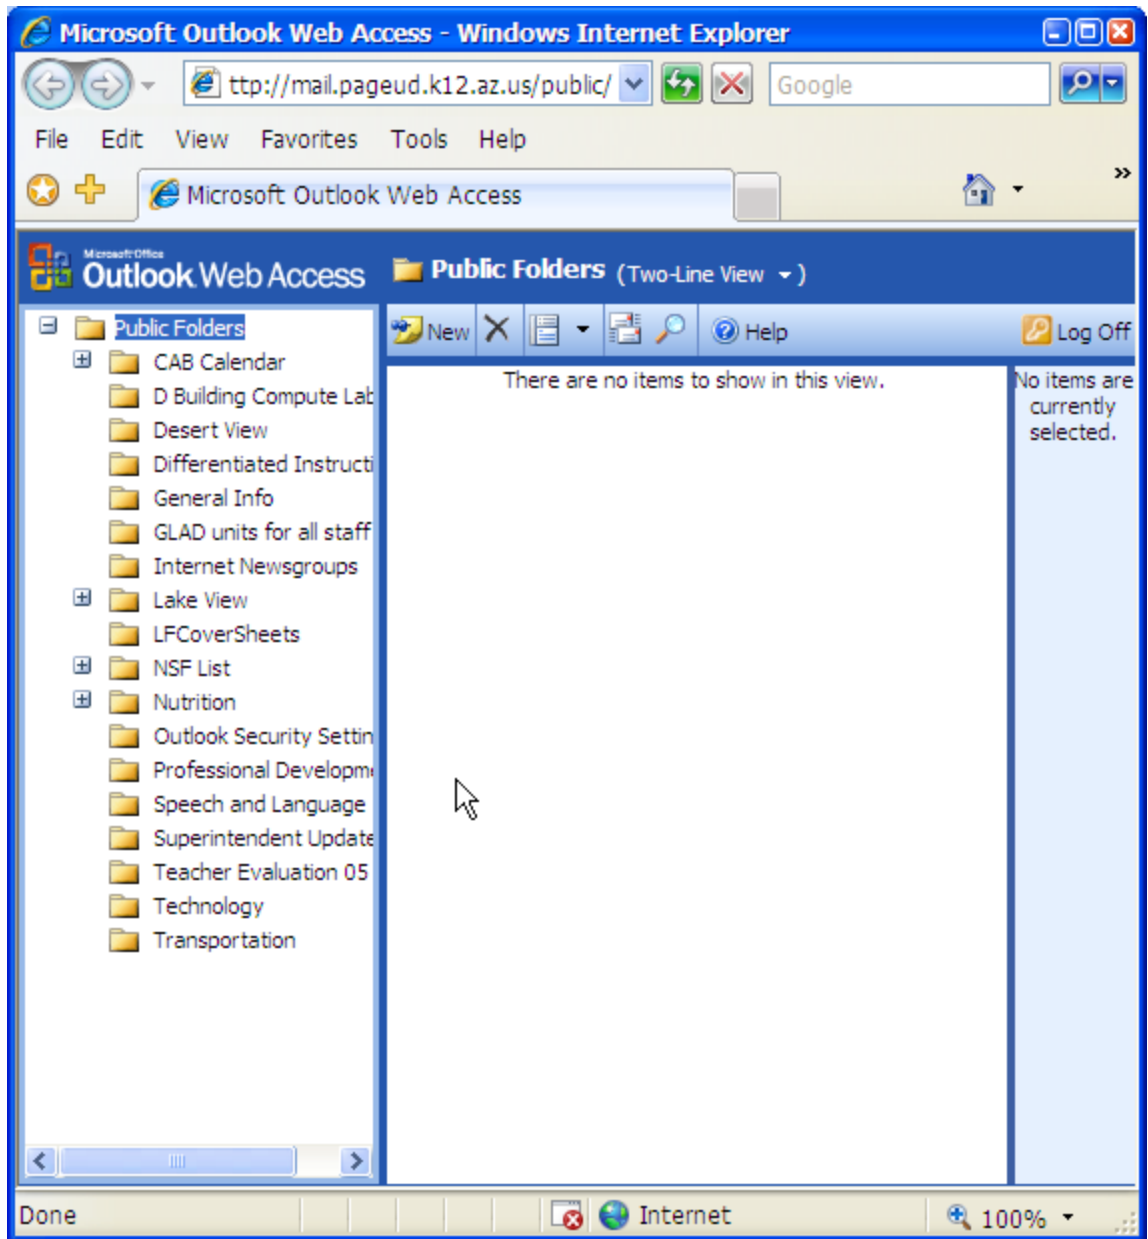 Microsoft Outlook Web Access - Windows Internet Explorer
ttp://mail.pageud.k12.az.us/public/
Google
File Edit View Favorites Tools Help
Microsoft Outlook Web Access
»
Microsoft Office
Outlook Web Access
Public Folders (Two-Line View )
New Help Log Off
Public Folders
CAB Calendar
D Building Compute Lab
Desert View
Differentiated Instructi
General Info
GLAD units for all staff
Internet Newsgroups
Lake View
LFCoverSheets
NSF List
Nutrition
Outlook Security Settin
Professional Developme
Speech and Language
Superintendent Update
Teacher Evaluation 05
Technology
Transportation
There are no items to show in this view.
No items are
currently
selected.
Done Internet 100%